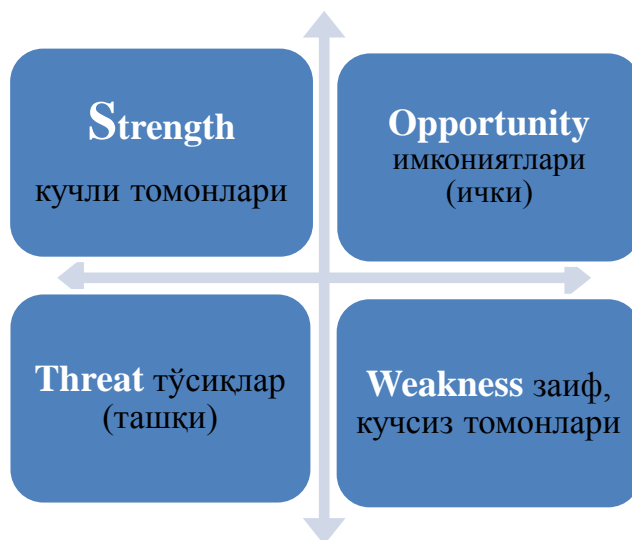 Strength
кучли томонлари
Opportunity
имкониятлари
(ички)
Threat тўсиқлар
(ташқи)
Weakness заиф,
кучсиз томонлари